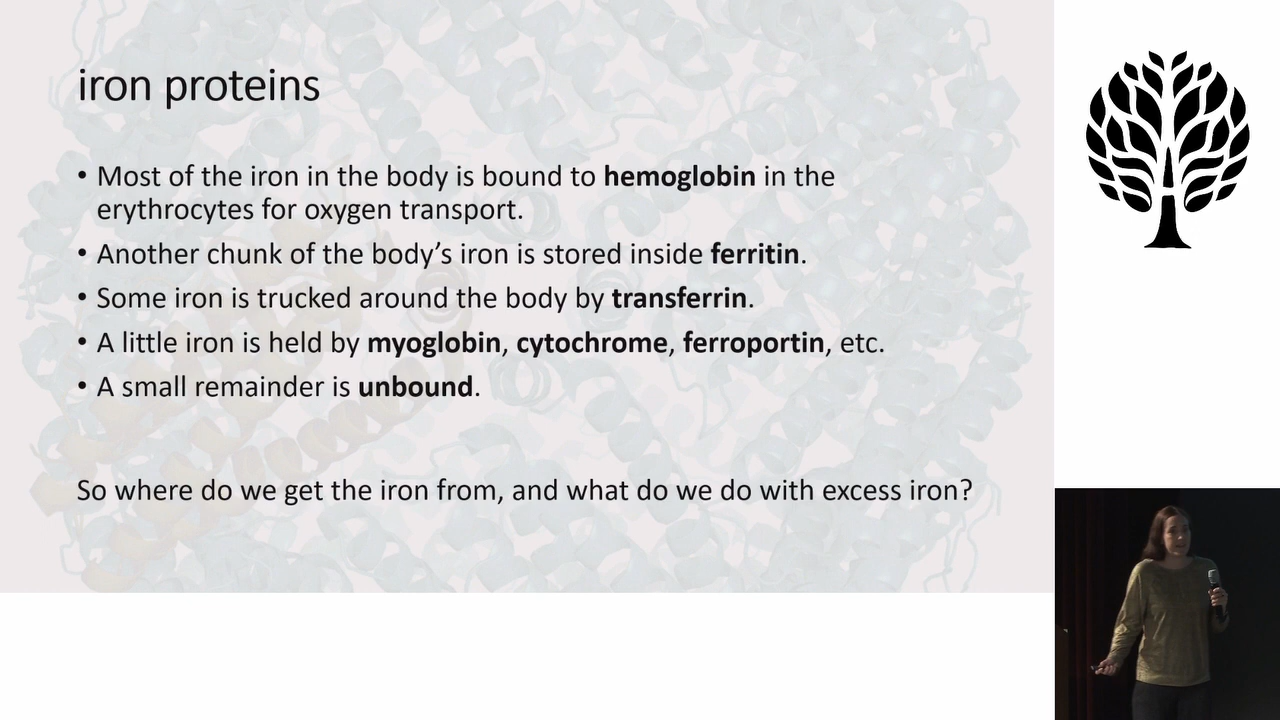 iron proteins
• Most of the iron in the body is bound to hemoglobin in the
erythrocytes for oxygen transport.
• Another chunk of the body’s iron is stored inside ferritin.
• Some iron is trucked around the body by transferrin.
• A little iron is held by myoglobin, cytochrome, ferroportin, etc.
• A small remainder is unbound.
So where do we get the iron from, and what do we do with excess iron?